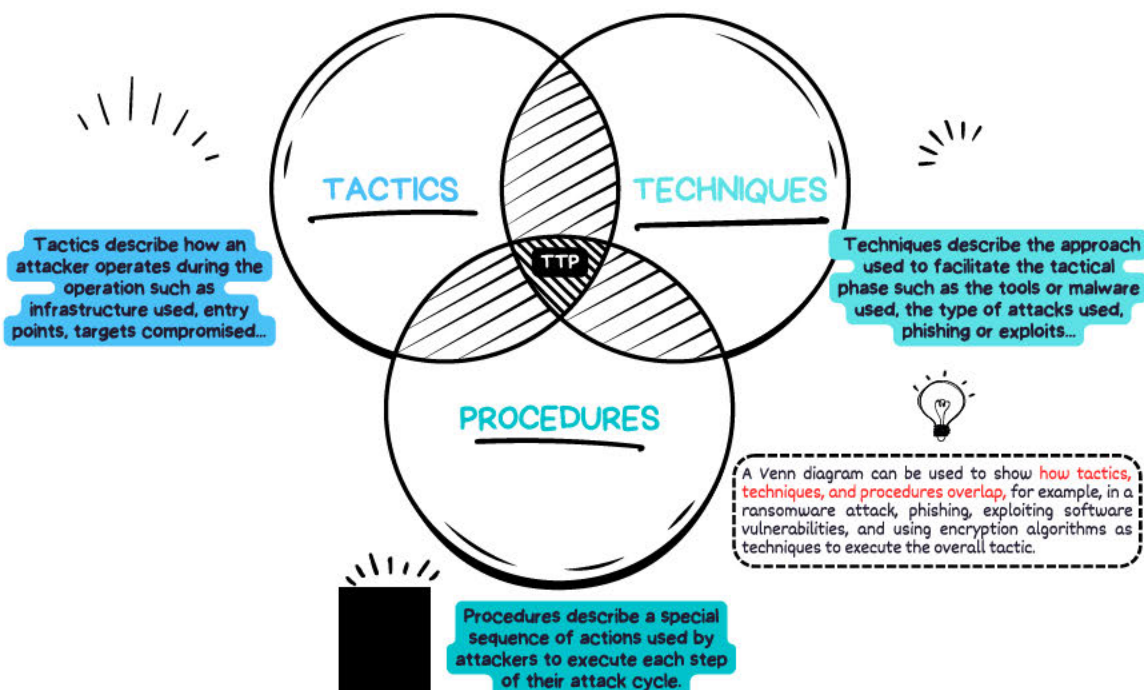 TACTICS
TECHNIQUES
Tactics describe how an
attacker operates during the
operation such as
infrastructure used, entry
points, targets compromised...
TTP
Techniques describe the approach
used to facilitate the tactical
phase such as the tools or malware
used, the type of attacks used,
phishing or exploits...
PROCEDURES
A Venn diagram can be used to show how tactics,
techniques, and procedures overlap, for example, in a
ransomware attack, phishing, exploiting software
vulnerabilities, and using encryption algorithms as
techniques to execute the overall tactic.
Procedures describe a special
sequence of actions used by
attackers to execute each step
of their attack cycle.